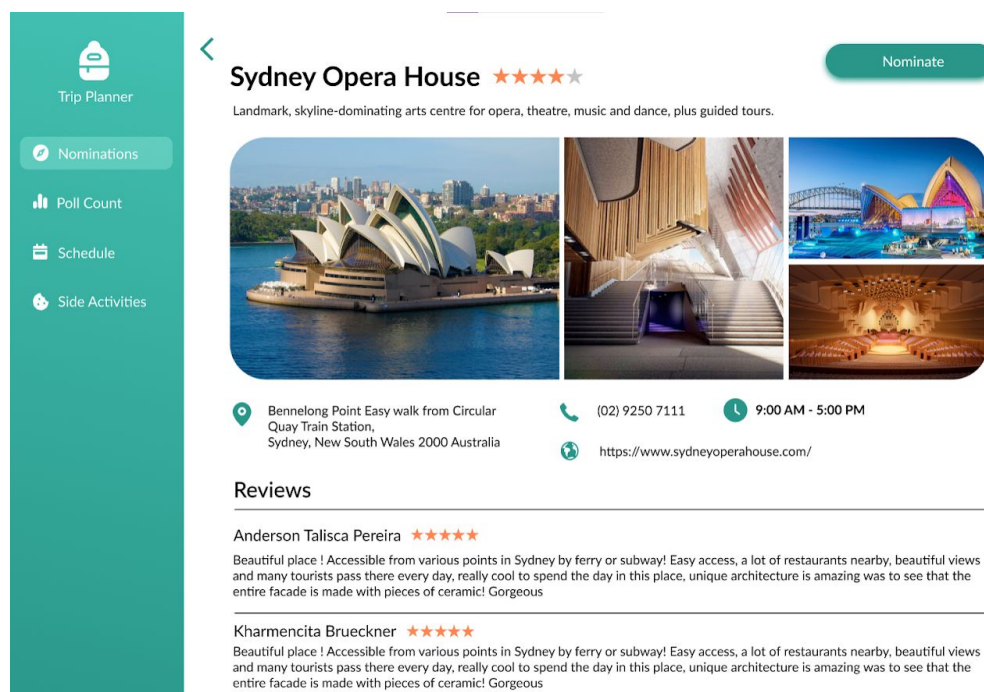 Trip Planner
Nominations
Poll Count
Schedule
Side Activities
Nominate
Sydney Opera House
Landmark, skyline-dominating arts centre for opera, theatre, music and dance, plus guided tours.
Bennelong Point Easy walk from Circular
Quay Train Station,
Sydney, New South Wales 2000 Australia
(02) 9250 7111
9:00 AM - 5:00 PM
https://www.sydneyoperahouse.com/
Reviews
Anderson Talisca Pereira
Beautiful place ! Accessible from various points in Sydney by ferry or subway! Easy access, a lot of restaurants nearby, beautiful views
and many tourists pass there every day, really cool to spend the day in this place, unique architecture is amazing was to see that the
entire facade is made with pieces of ceramic! Gorgeous
Kharmencita Brueckner
Beautiful place ! Accessible from various points in Sydney by ferry or subway! Easy access, a lot of restaurants nearby, beautiful views
and many tourists pass there every day, really cool to spend the day in this place, unique architecture is amazing was to see that the
entire facade is made with pieces of ceramic! Gorgeous